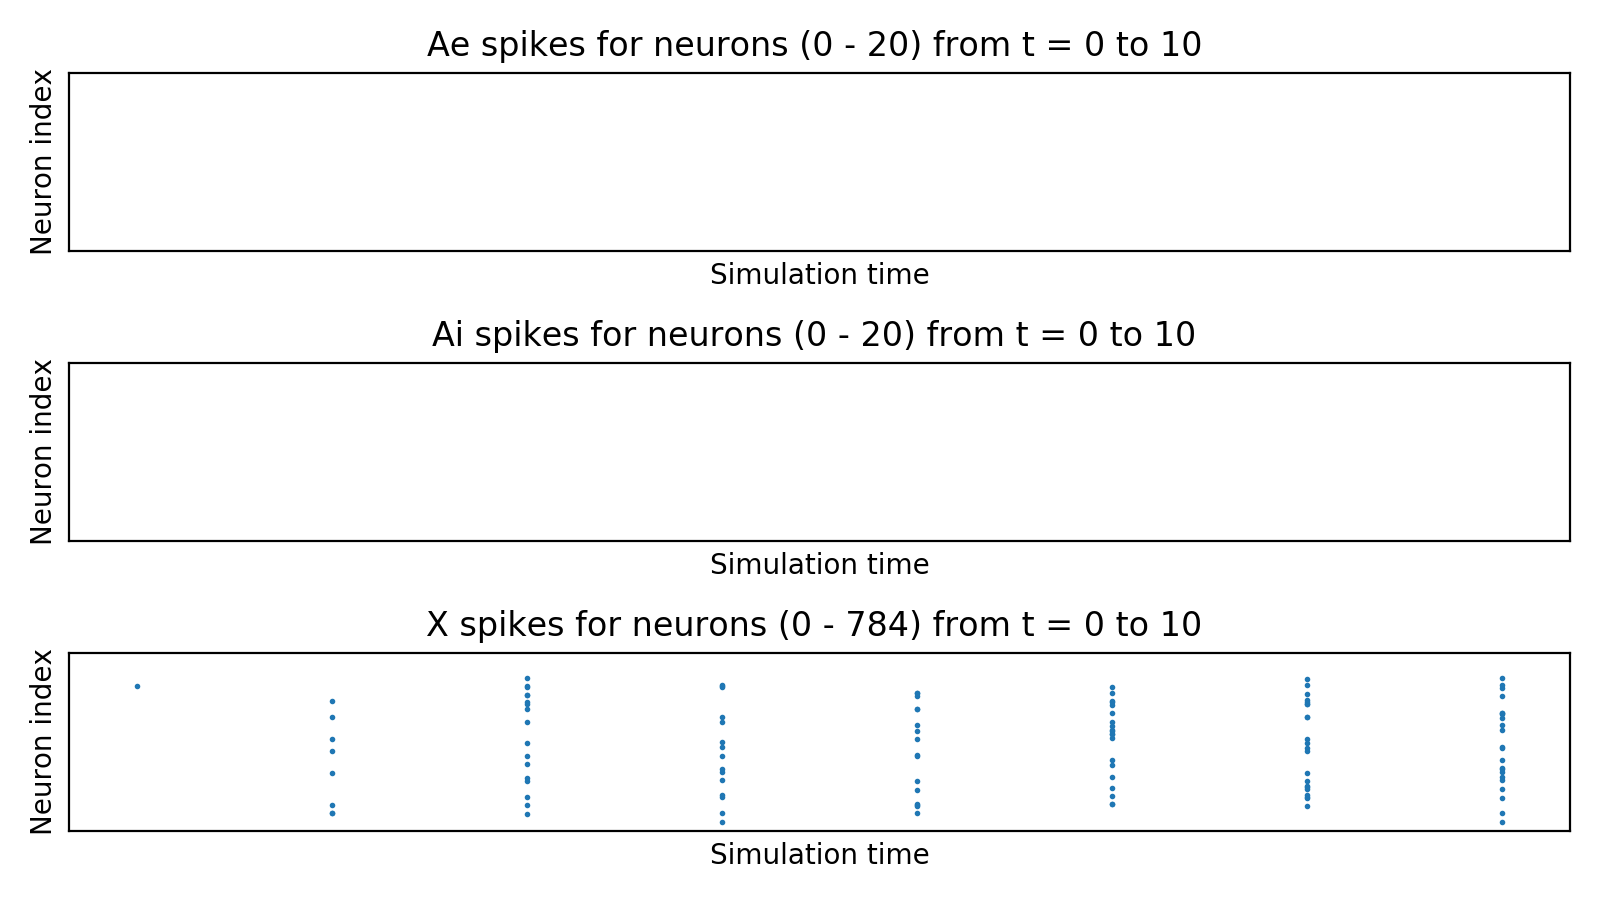 Ae spikes for neurons (0 - 20) from t = 0 to 10
Neuron index
Simulation time
Ai spikes for neurons (0 - 20) from t = 0 to 10
Neuron index
Simulation time
X spikes for neurons (0 - 784) from t = 0 to 10
Neuron index
Simulation time